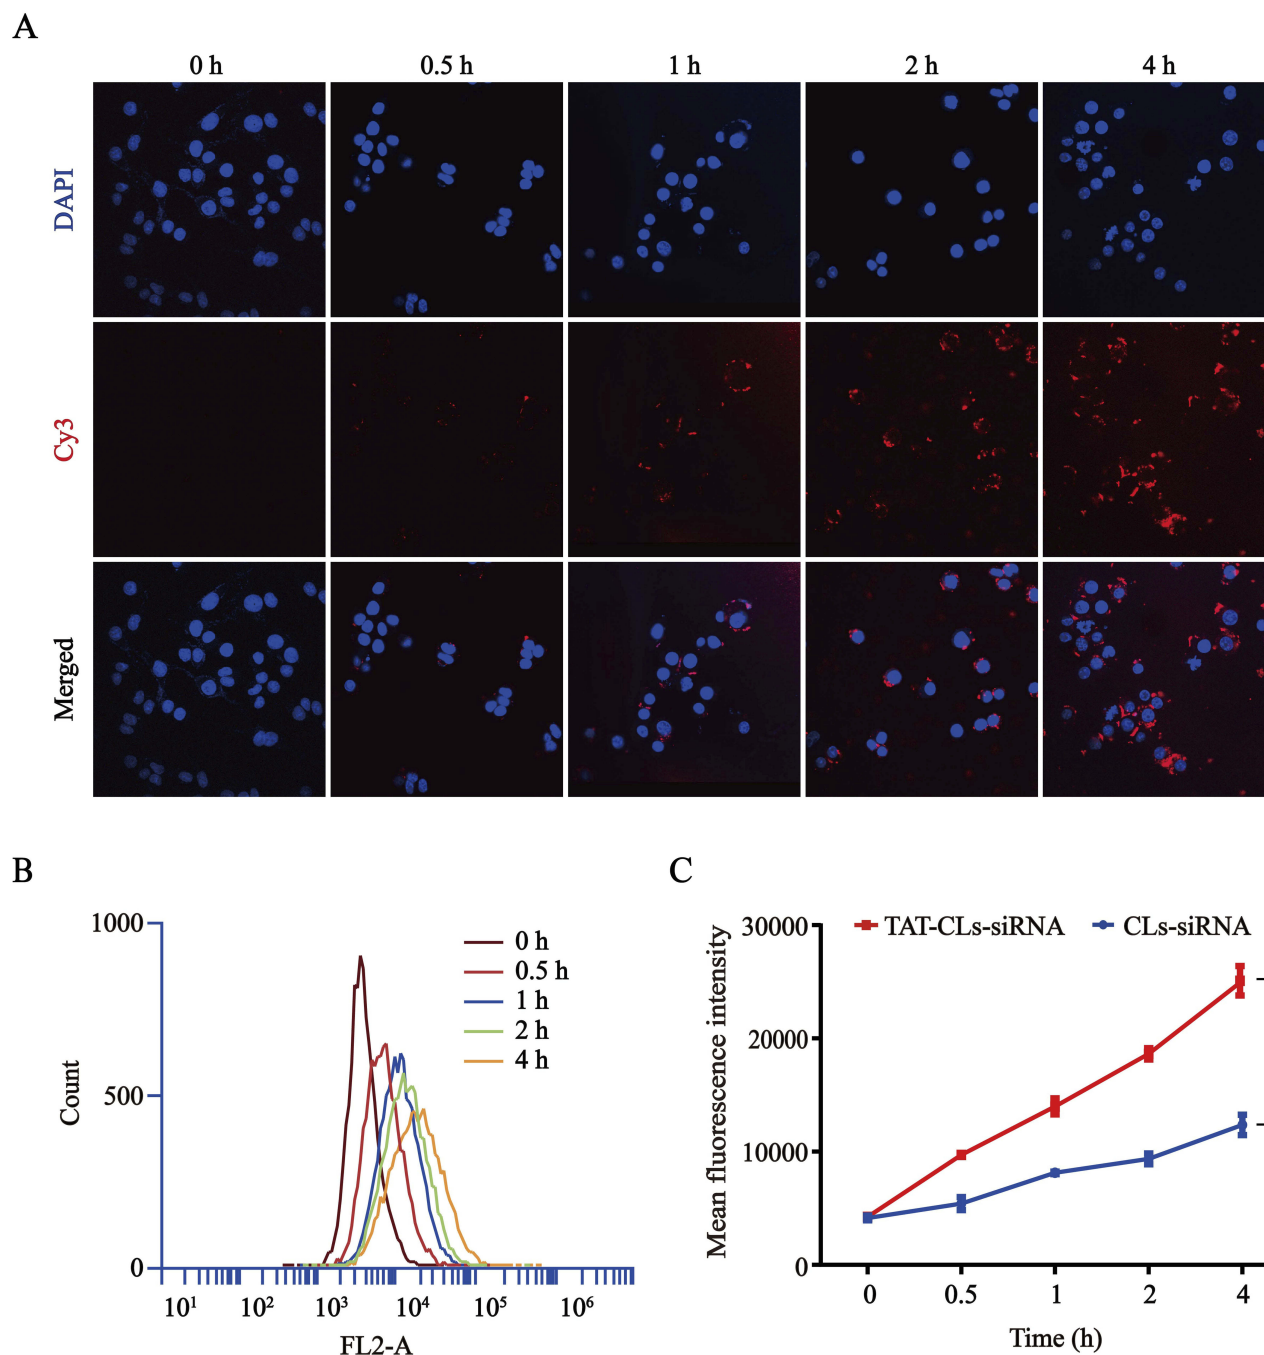 A
0 h 0.5 h 1 h 2 h 4 h
DAPI
Cy3
Merged
B
1000
500
0
Count
0 h
0.5 h
1 h
2 h
4 h
10¹ 10² 10³ 10⁴ 10⁵ 10⁶
FL2-A
C
TAT-CLs-siRNA CLs-siRNA
30000
20000
10000
0
Mean fluorescence intensity
0 0.5 1 2 4
Time (h)